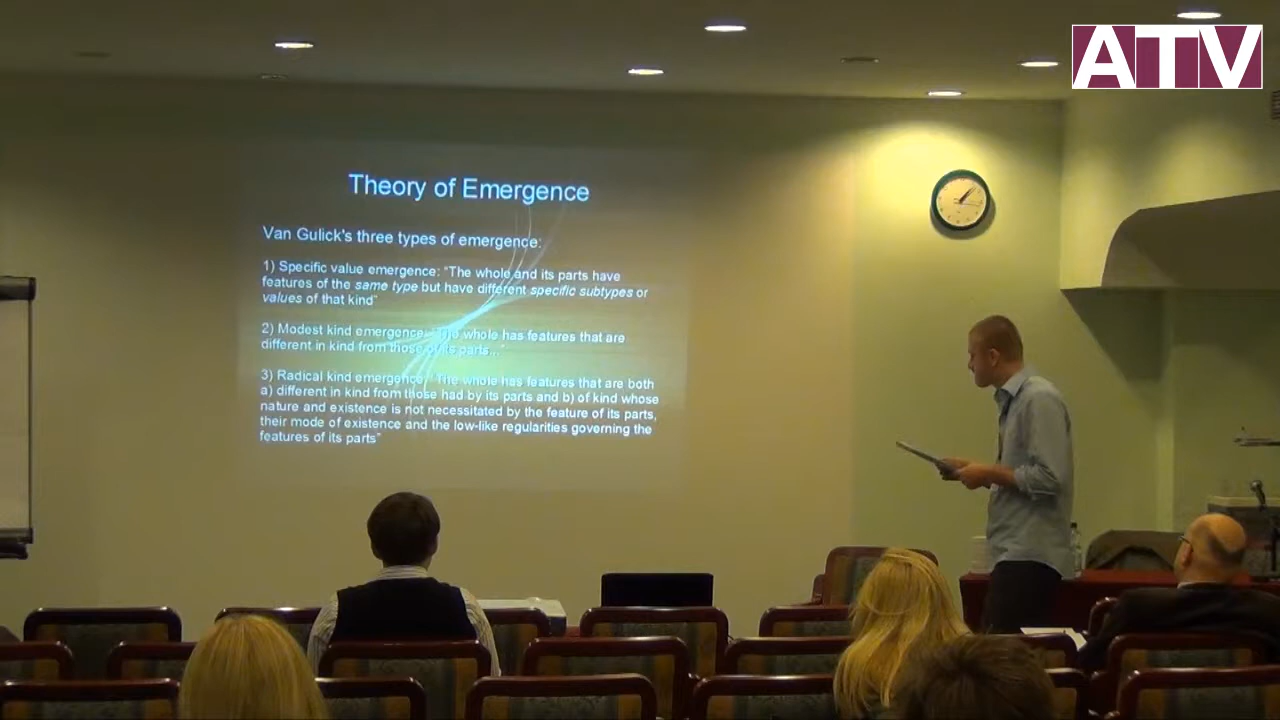 ATV
Theory of Emergence
Van Gulick's three types of emergence:
1) Specific value emergence: "The whole and its parts have
features of the same type but have different specific subtypes or
values of that kind"
2) Modest kind emergence: "The whole has features that are
different in kind from those of its parts..."
3) Radical kind emergence: "The whole has features that are both
a) different in kind from those had by its parts and b) of kind whose
nature and existence is not necessitated by the feature of its parts,
their mode of existence and the low-like regularities governing the
features of its parts"